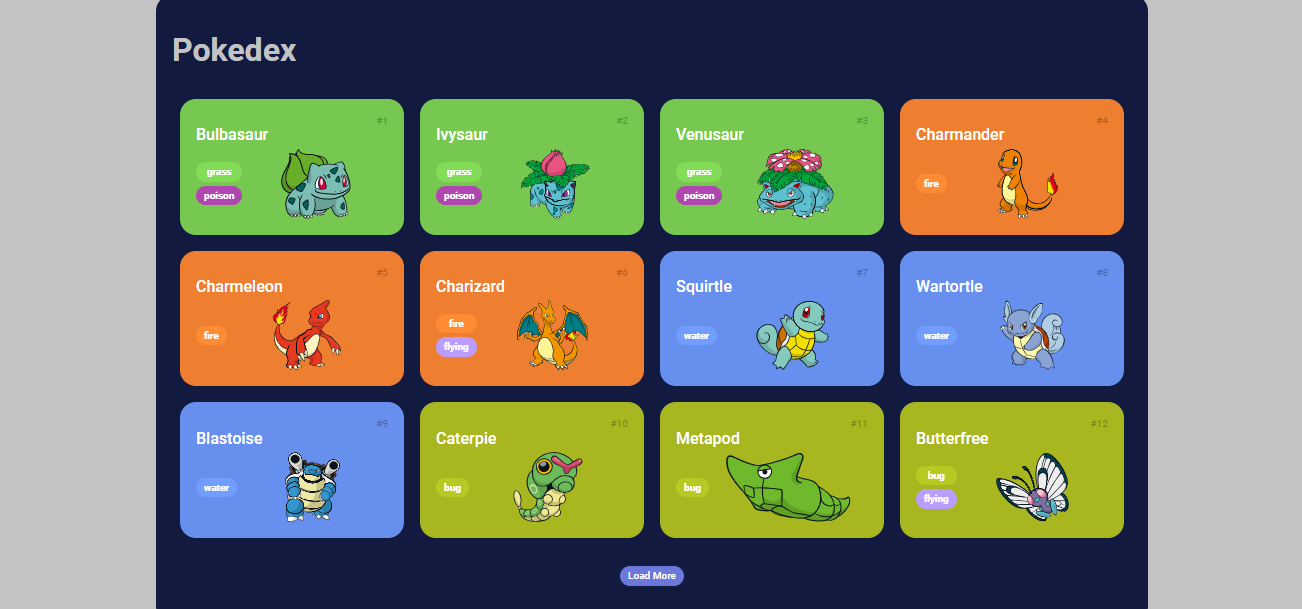 Pokedex
#1
Bulbasaur
grass
poison
#2
Ivysaur
grass
poison
#3
Venusaur
grass
poison
#4
Charmander
fire
#5
Charmeleon
fire
#6
Charizard
fire
flying
#7
Squirtle
water
#8
Wartortle
water
#9
Blastoise
water
#10
Caterpie
bug
#11
Metapod
bug
#12
Butterfree
bug
flying
Load More